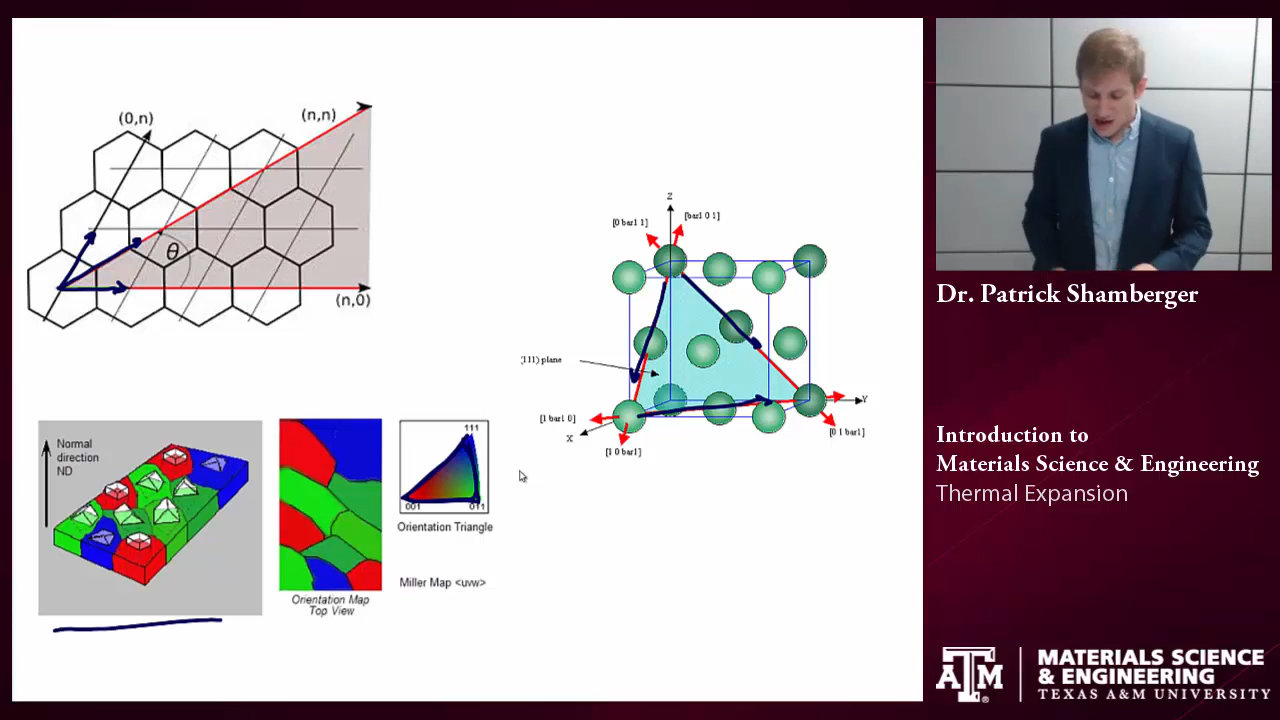 (0,n)
(n,n)
θ
(n,0)
Z
[0 bar1 1]
[bar1 0 1]
(111) plane
Y
[1 bar1 0]
X
[1 0 bar1]
[0 1 bar1]
Normal
direction
ND
111
001
011
Orientation Triangle
Miller Map <uvw>
Orientation Map
Top View
Dr. Patrick Shamberger
Introduction to
Materials Science & Engineering
Thermal Expansion
ATM
MATERIALS SCIENCE
& ENGINEERING
TEXAS A&M UNIVERSITY